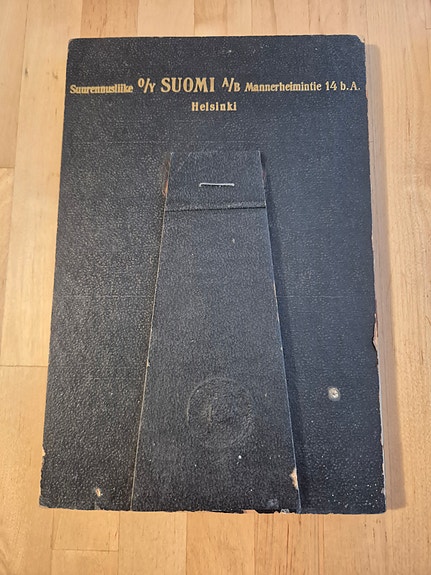 Suurennusliike O/Y SUOMI A/B Mannerheimintie 14 b.A.
Helsinki